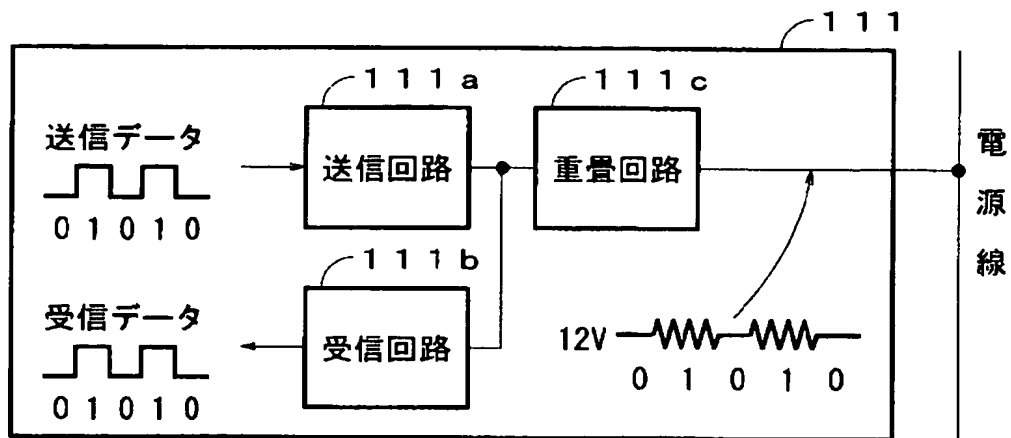 111
111a
111c
送信データ
送信回路
重畳回路
電源線
01010
111b
受信データ
受信回路
12V
01010
01010